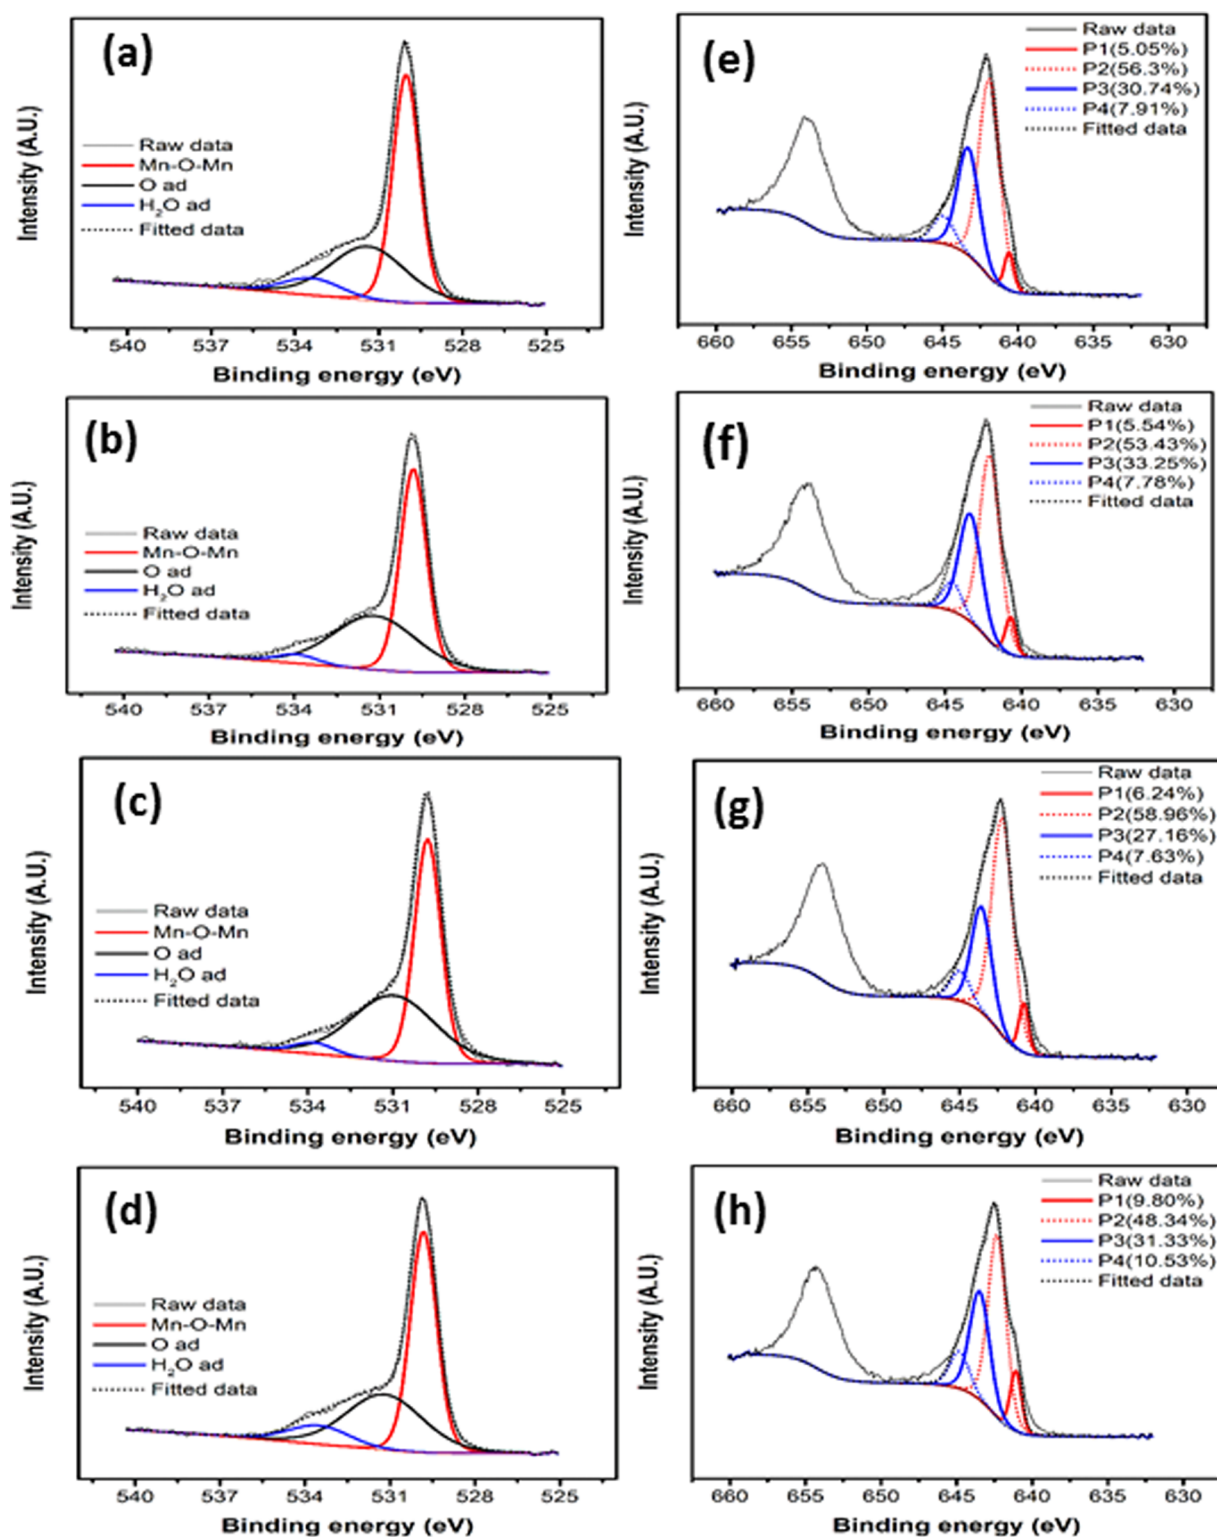 (a)
Intensity (A.U.)
Raw data
Mn-O-Mn
O ad
H₂O ad
Fitted data
540 537 534 531 528 525
Binding energy (eV)
(e)
Intensity (A.U.)
Raw data
P1(5.05%)
P2(56.3%)
P3(30.74%)
P4(7.91%)
Fitted data
660 655 650 645 640 635 630
Binding energy (eV)
(b)
Intensity (A.U.)
Raw data
Mn-O-Mn
O ad
H₂O ad
Fitted data
540 537 534 531 528 525
Binding energy (eV)
(f)
Intensity (A.U.)
Raw data
P1(5.54%)
P2(53.43%)
P3(33.25%)
P4(7.78%)
Fitted data
660 655 650 645 640 635 630
Binding energy (eV)
(c)
Intensity (A.U.)
Raw data
Mn-O-Mn
O ad
H₂O ad
Fitted data
540 537 534 531 528 525
Binding energy (eV)
(g)
Intensity (A.U.)
Raw data
P1(6.24%)
P2(58.96%)
P3(27.16%)
P4(7.63%)
Fitted data
660 655 650 645 640 635 630
Binding energy (eV)
(d)
Intensity (A.U.)
Raw data
Mn-O-Mn
O ad
H₂O ad
Fitted data
540 537 534 531 528 525
Binding energy (eV)
(h)
Intensity (A.U.)
Raw data
P1(9.80%)
P2(48.34%)
P3(31.33%)
P4(10.53%)
Fitted data
660 655 650 645 640 635 630
Binding energy (eV)